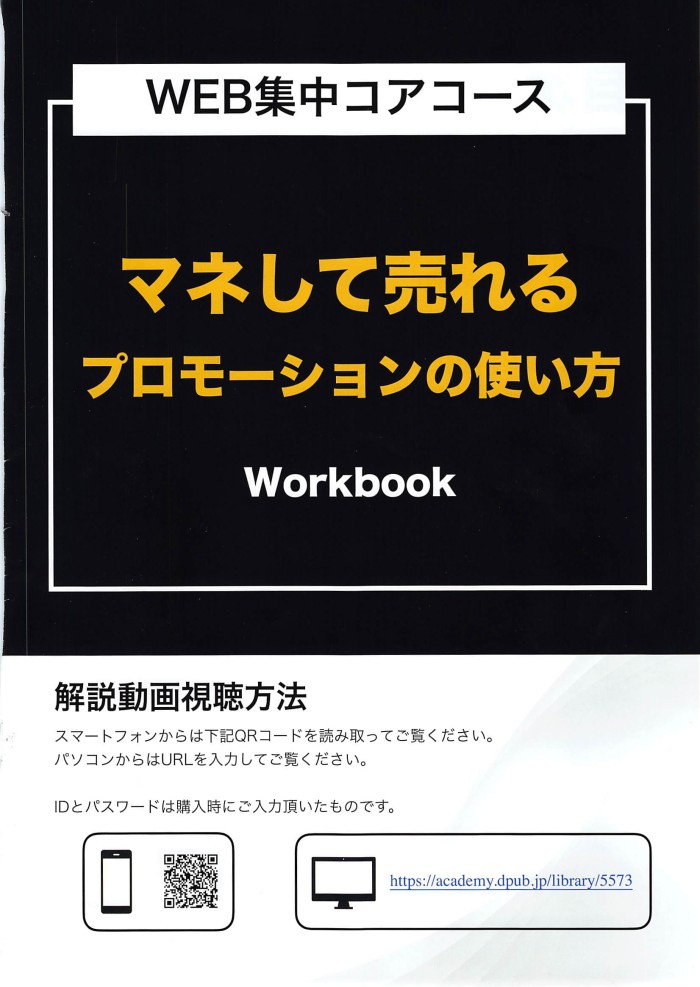 WEB集中コアコース
マネして売れる
プロモーションの使い方
Workbook
解説動画視聴方法
スマートフォンからは下記QRコードを読み取ってご覧ください。
パソコンからはURLを入力してご覧ください。
IDとパスワードは購入時にご入力頂いたものです。
https://academy.dpub.jp/library/5573